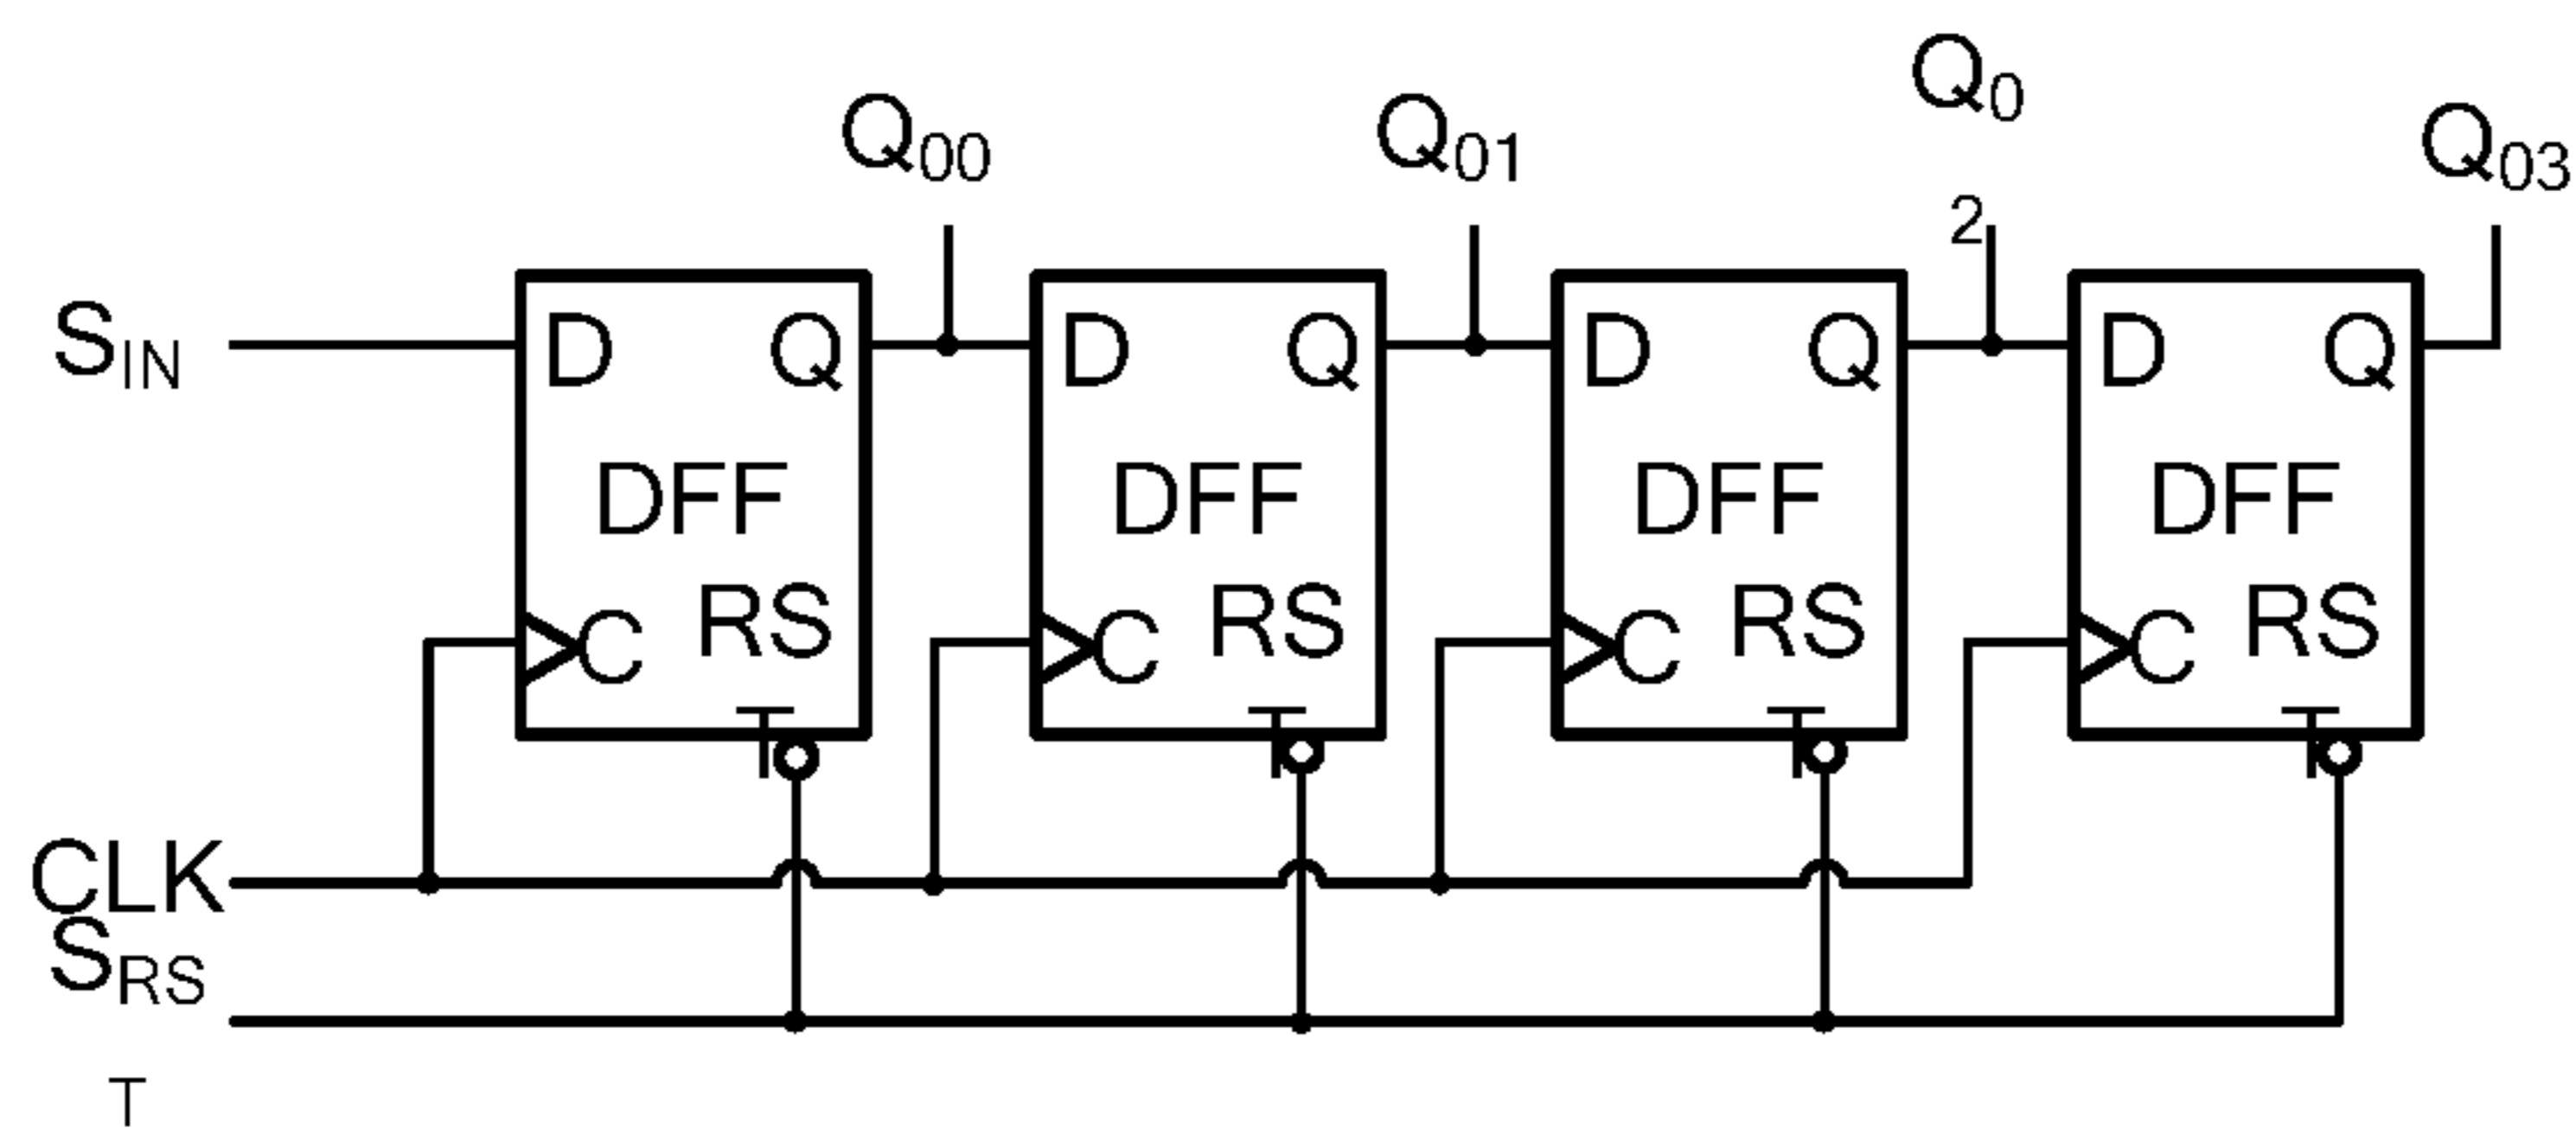 Q00 Q01 Q0 2 Q03
SIN D Q D Q D Q D Q
DFF DFF DFF DFF
C RS T C RS T C RS T C RS T
CLK
SRS
T